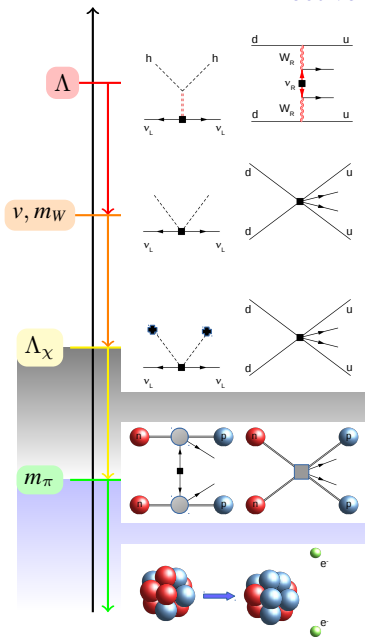 h h W_R
d u
Λ
ν_R
W_R
ν_L ν_L d u
v, m_W
d u
ν_L ν_L d u
Λ_χ
d u
ν_L ν_L d u
n p n p
m_π
n p n p
e⁻
e⁻